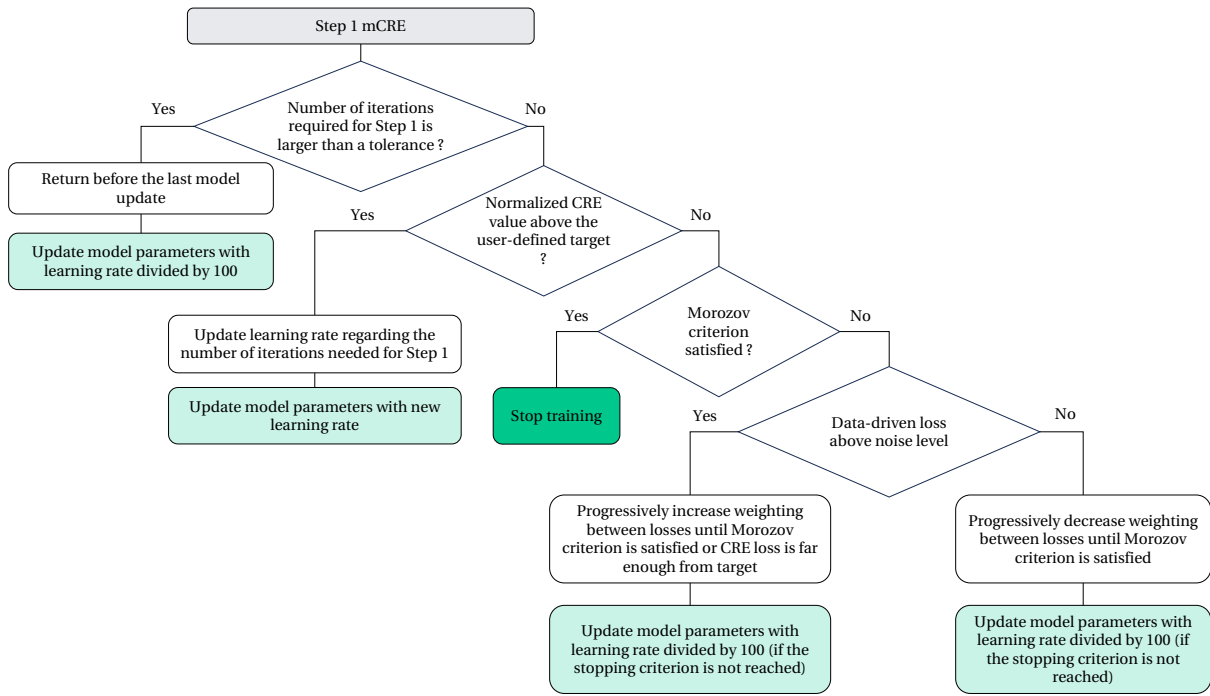 Step 1 mCRE
Yes
No
Number of iterations
required for Step 1 is
larger than a tolerance ?
Return before the last model
update
Update model parameters with
learning rate divided by 100
Yes
No
Normalized CRE
value above the
user-defined target
?
Update learning rate regarding the
number of iterations needed for Step 1
Update model parameters with new
learning rate
Yes
No
Morozov
criterion
satisfied ?
Stop training
Yes
No
Data-driven loss
above noise level
Progressively increase weighting
between losses until Morozov
criterion is satisfied or CRE loss is far
enough from target
Update model parameters with
learning rate divided by 100 (if the
stopping criterion is not reached)
Progressively decrease weighting
between losses until Morozov
criterion is satisfied
Update model parameters with
learning rate divided by 100 (if
the stopping criterion is not
reached)